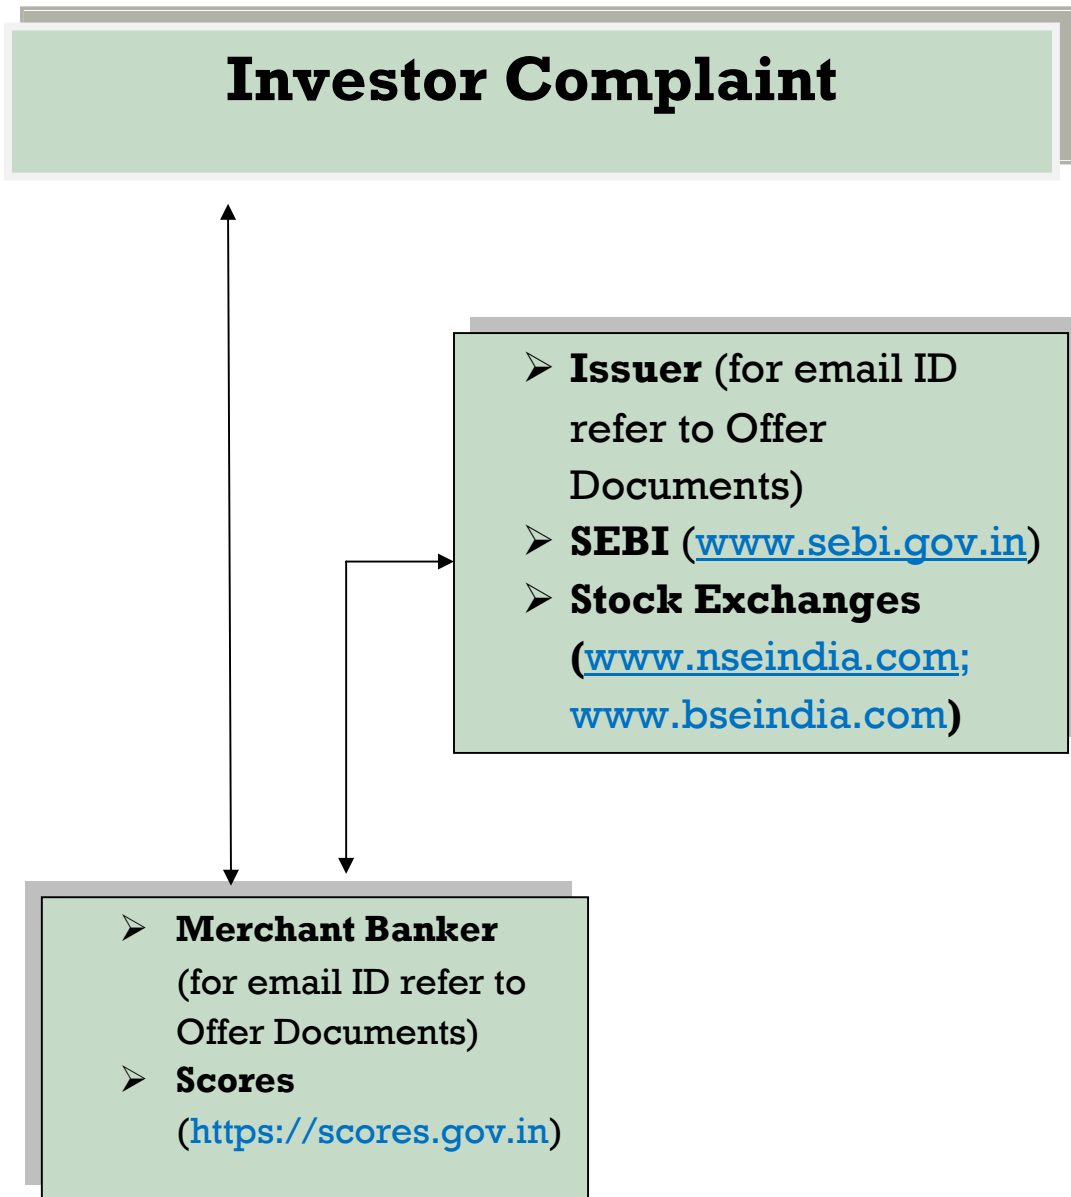 Investor Complaint
➢ Issuer (for email ID
refer to Offer
Documents)
➢ SEBI (www.sebi.gov.in)
➢ Stock Exchanges
(www.nseindia.com;
www.bseindia.com)
➢ Merchant Banker
(for email ID refer to
Offer Documents)
➢ Scores
(https://scores.gov.in)